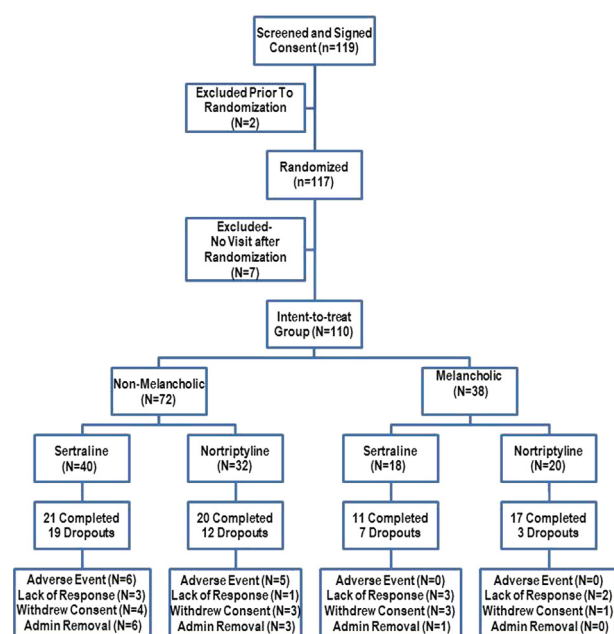 Screened and Signed
Consent (n=119)
Excluded Prior To
Randomization
(N=2)
Randomized
(n=117)
Excluded-
No Visit after
Randomization
(N=7)
Intent-to-treat
Group (N=110)
Non-Melancholic
(N=72)
Melancholic
(N=38)
Sertraline
(N=40)
Nortriptyline
(N=32)
Sertraline
(N=18)
Nortriptyline
(N=20)
21 Completed
19 Dropouts
20 Completed
12 Dropouts
11 Completed
7 Dropouts
17 Completed
3 Dropouts
Adverse Event (N=6)
Lack of Response (N=3)
Withdrew Consent (N=4)
Admin Removal (N=6)
Adverse Event (N=5)
Lack of Response (N=1)
Withdrew Consent (N=3)
Admin Removal (N=3)
Adverse Event (N=0)
Lack of Response (N=3)
Withdrew Consent (N=3)
Admin Removal (N=1)
Adverse Event (N=0)
Lack of Response (N=2)
Withdrew Consent (N=1)
Admin Removal (N=0)